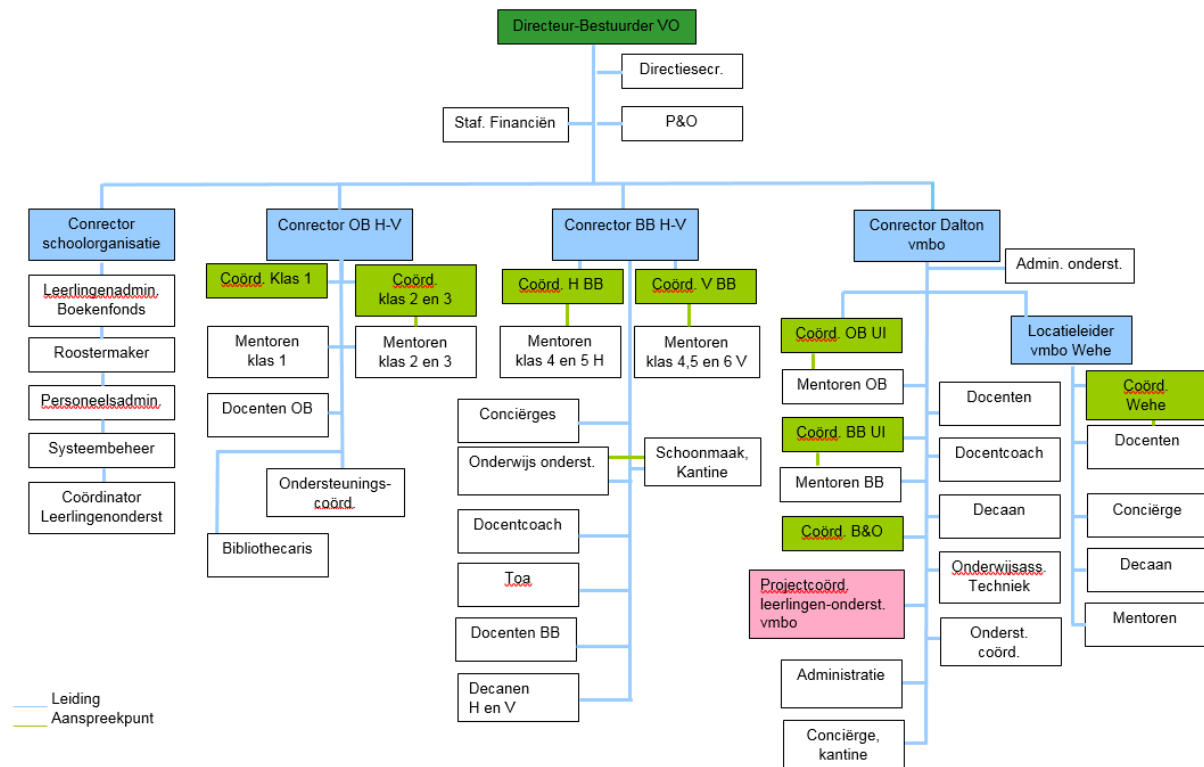 Directeur-Bestuurder VO
Directiesecr.
Staf. Financiën
P&O
Conrector
schoolorganisatie
Leerlingenadmin.
Boekenfonds
Roostermaker
Personeelsadmin.
Systeembeheer
Coördinator
Leerlingenonderst
Conrector OB H-V
Coörd. Klas 1
Coörd.
klas 2 en 3
Mentoren
klas 1
Mentoren
klas 2 en 3
Docenten OB
Ondersteunings-
coörd.
Bibliothecaris
Conrector BB H-V
Coörd. H BB
Coörd. V BB
Mentoren
klas 4 en 5 H
Mentoren
klas 4,5 en 6 V
Conciërges
Onderwijs onderst.
Schoonmaak,
Kantine
Docentcoach
Toa
Docenten BB
Decanen
H en V
Conrector Dalton
vmbo
Admin. onderst.
Coörd. OB UI
Mentoren OB
Coörd. BB UI
Mentoren BB
Coörd. B&O
Projectcoörd.
leerlingen-onderst.
vmbo
Administratie
Conciërge,
kantine
Docenten
Docentcoach
Decaan
Onderwijsass.
Techniek
Onderst.
coörd.
Locatieleider
vmbo Wehe
Coörd.
Wehe
Docenten
Conciërge
Decaan
Mentoren
Leiding
Aanspreekpunt